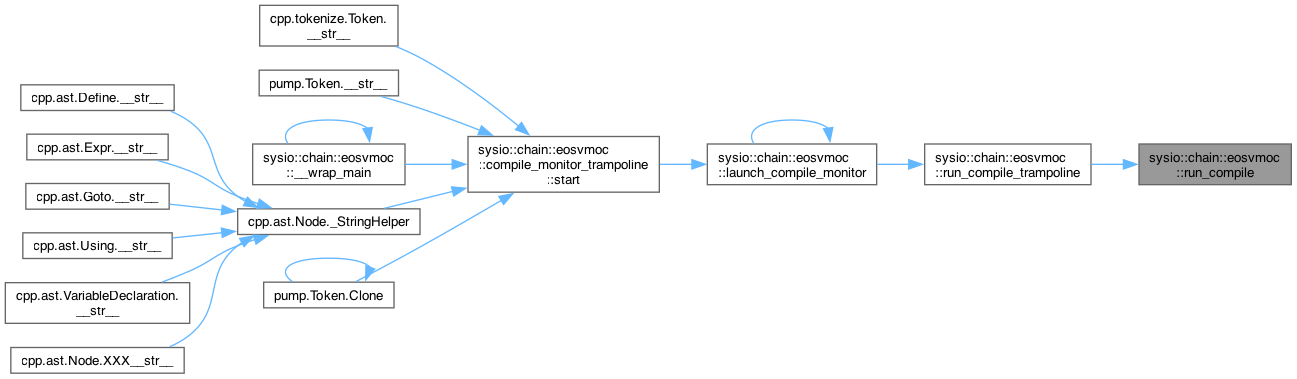 cpp.tokenize.Token.
__str__
pump.Token.__str__
cpp.ast.Define.__str__
cpp.ast.Expr.__str__
sysio::chain::eosvmoc
::__wrap_main
sysio::chain::eosvmoc
::compile_monitor_trampoline
::start
sysio::chain::eosvmoc
::launch_compile_monitor
sysio::chain::eosvmoc
::run_compile_trampoline
sysio::chain::eosvmoc
::run_compile
cpp.ast.Goto.__str__
cpp.ast.Node._StringHelper
cpp.ast.Using.__str__
cpp.ast.VariableDeclaration.
__str__
pump.Token.Clone
cpp.ast.Node.XXX__str__